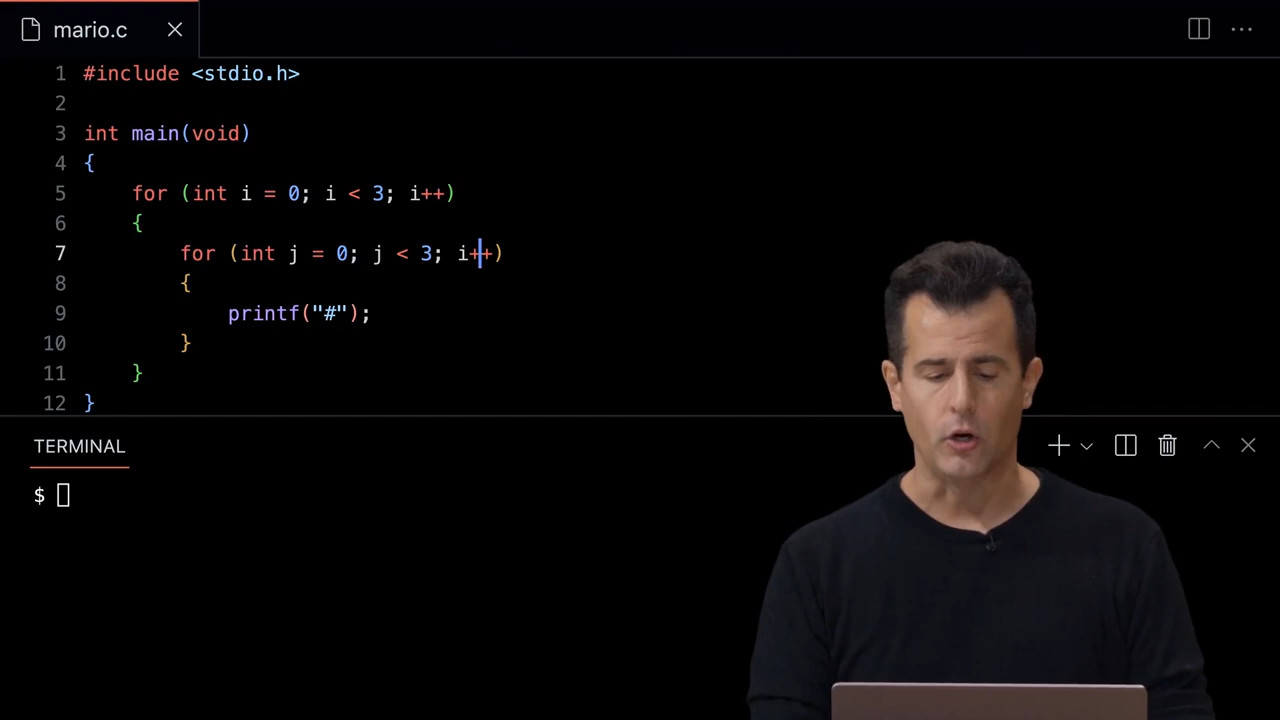 mario.c
1 #include <stdio.h>
2
3 int main(void)
4 {
5 for (int i = 0; i < 3; i++)
6 {
7 for (int j = 0; j < 3; i++)
8 {
9 printf("#");
10 }
11 }
12 }
TERMINAL
$